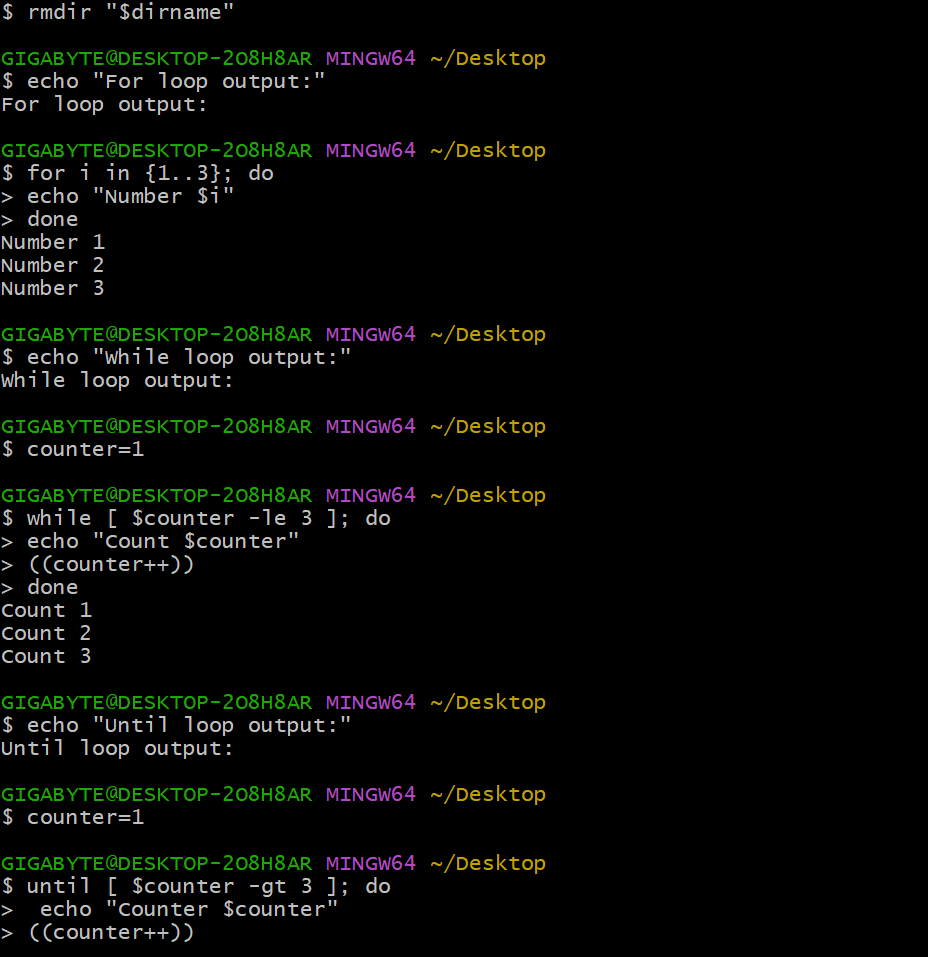 $ rmdir "$dirname"

GIGABYTE@DESKTOP-2O8H8AR MINGW64 ~/Desktop
$ echo "For loop output:"
For loop output:

GIGABYTE@DESKTOP-2O8H8AR MINGW64 ~/Desktop
$ for i in {1..3}; do
> echo "Number $i"
> done
Number 1
Number 2
Number 3

GIGABYTE@DESKTOP-2O8H8AR MINGW64 ~/Desktop
$ echo "While loop output:"
While loop output:

GIGABYTE@DESKTOP-2O8H8AR MINGW64 ~/Desktop
$ counter=1

GIGABYTE@DESKTOP-2O8H8AR MINGW64 ~/Desktop
$ while [ $counter -le 3 ]; do
> echo "Count $counter"
> ((counter++))
> done
Count 1
Count 2
Count 3

GIGABYTE@DESKTOP-2O8H8AR MINGW64 ~/Desktop
$ echo "Until loop output:"
Until loop output:

GIGABYTE@DESKTOP-2O8H8AR MINGW64 ~/Desktop
$ counter=1

GIGABYTE@DESKTOP-2O8H8AR MINGW64 ~/Desktop
$ until [ $counter -gt 3 ]; do
>  echo "Counter $counter"
> ((counter++))